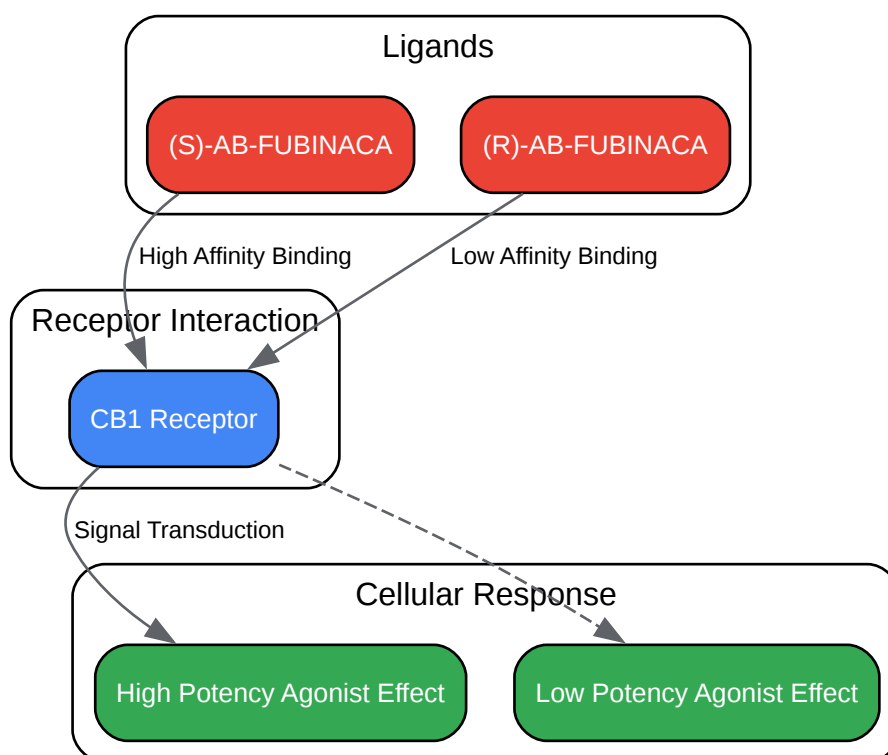 Ligands
(S)-AB-FUBINACA
(R)-AB-FUBINACA
High Affinity Binding
Low Affinity Binding
Receptor Interaction
CB1 Receptor
Signal Transduction
Cellular Response
High Potency Agonist Effect
Low Potency Agonist Effect